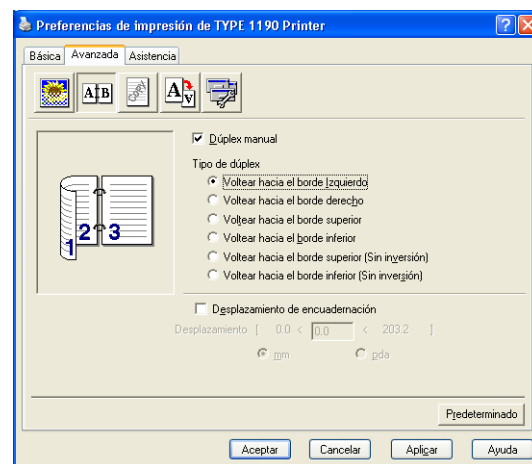 Preferencias de impresión de TYPE 1190 Printer
Básica Avanzada Asistencia
A B
A V
Dúplex manual
Tipo de dúplex
Voltear hacia el borde Izquierdo
Voltear hacia el borde derecho
Voltear hacia el borde superior
Voltear hacia el borde inferior
Voltear hacia el borde superior (Sin inversión)
Voltear hacia el borde inferior (Sin inversión)
1 2 3
Desplazamiento de encuadernación
Desplazamiento [ 0.0 < 0.0 < 203.2 ]
mm pda
Predeterminado
Aceptar Cancelar Aplicar Ayuda